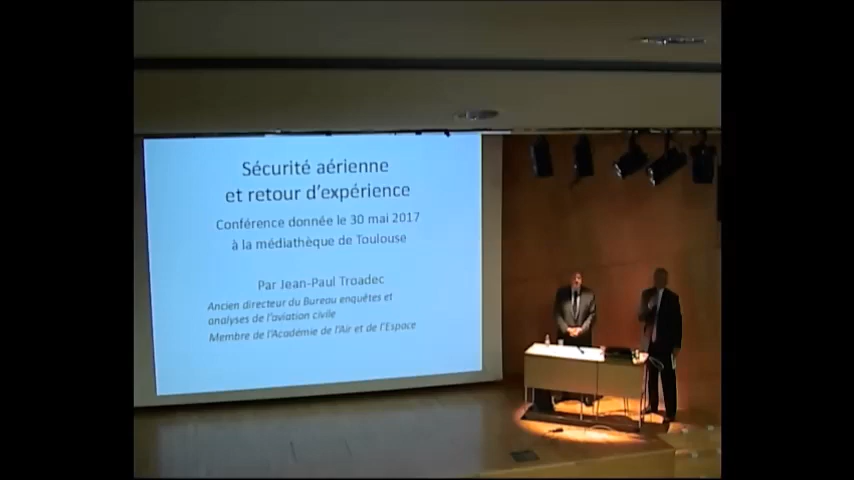 Sécurité aérienne
et retour d'expérience
Conférence donnée le 30 mai 2017
à la médiathèque de Toulouse
Par Jean-Paul Troadec
Ancien directeur du Bureau enquêtes et
analyses de l'aviation civile
Membre de l'Académie de l'Air et de l'Espace